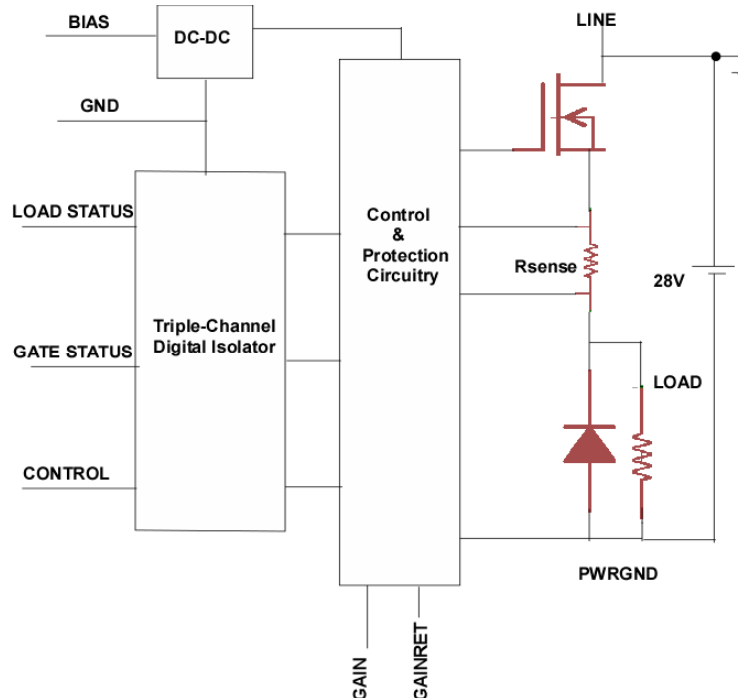 BIAS
DC-DC
LINE
GND
LOAD STATUS
Control
&
Protection
Circuitry
Rsense
28V
Triple-Channel
Digital Isolator
GATE STATUS
LOAD
CONTROL
PWRGND
GAIN
GAINRET